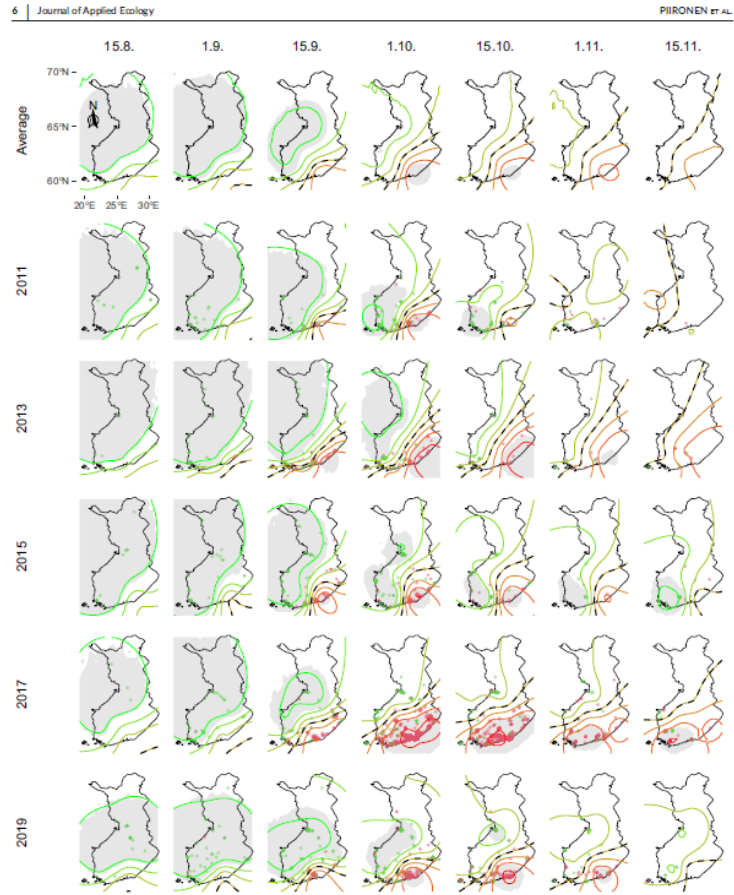 6 Journal of Applied Ecology PIIRONEN ET AL.
15.8. 1.9. 15.9. 1.10. 15.10. 1.11. 15.11.
Average
70°N
N
65°N
60°N
20°E 25°E 30°E
2011
2013
2015
2017
2019